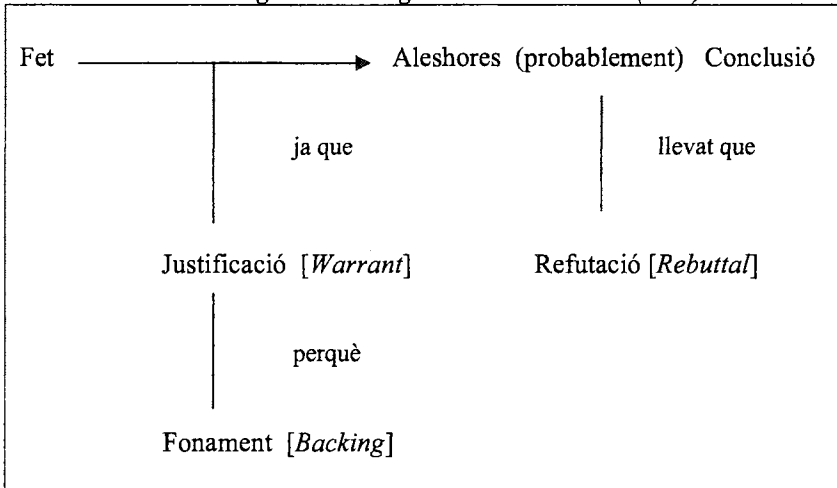 Fet Aleshores (probablement) Conclusió
ja que llevat que
Justificació [Warrant] Refutació [Rebuttal]
perquè
Fonament [Backing]